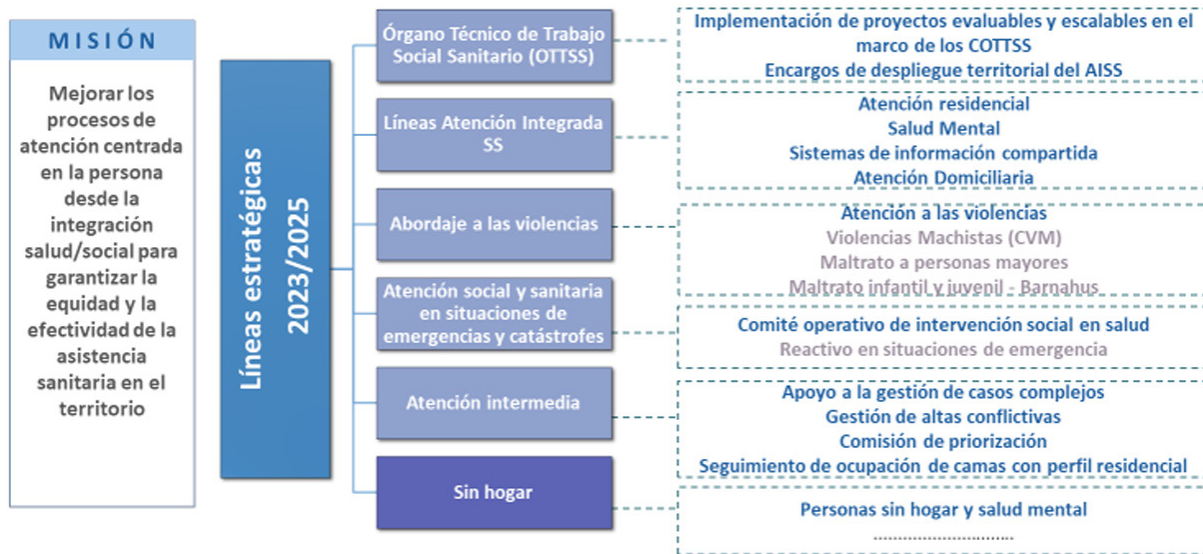 MISIÓN
Mejorar los
procesos de
atención centrada
en la persona
desde la
integración
salud/social para
garantizar la
equidad y la
efectividad de la
asistencia
sanitaria en el
territorio
Líneas estratégicas
2023/2025
Órgano Técnico de Trabajo
Social Sanitario (OTTSS)
Implementación de proyectos evaluables y escalables en el
marco de los COTTSS
Encargos de despliegue territorial del AISS
Líneas Atención Integrada
SS
Atención residencial
Salud Mental
Sistemas de información compartida
Atención Domiciliaria
Abordaje a las violencias
Atención a las violencias
Violencias Machistas (CVM)
Maltrato a personas mayores
Maltrato infantil y juvenil - Barnahus
Atención social y sanitaria
en situaciones de
emergencias y catástrofes
Comité operativo de intervención social en salud
Reactivo en situaciones de emergencia
Atención intermedia
Apoyo a la gestión de casos complejos
Gestión de altas conflictivas
Comisión de priorización
Seguimiento de ocupación de camas con perfil residencial
Sin hogar
Personas sin hogar y salud mental
............................